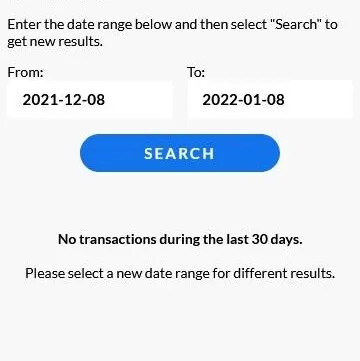 Enter the date range below and then select "Search" to
get new results.
From: To:
2021-12-08 2022-01-08
SEARCH
No transactions during the last 30 days.
Please select a new date range for different results.